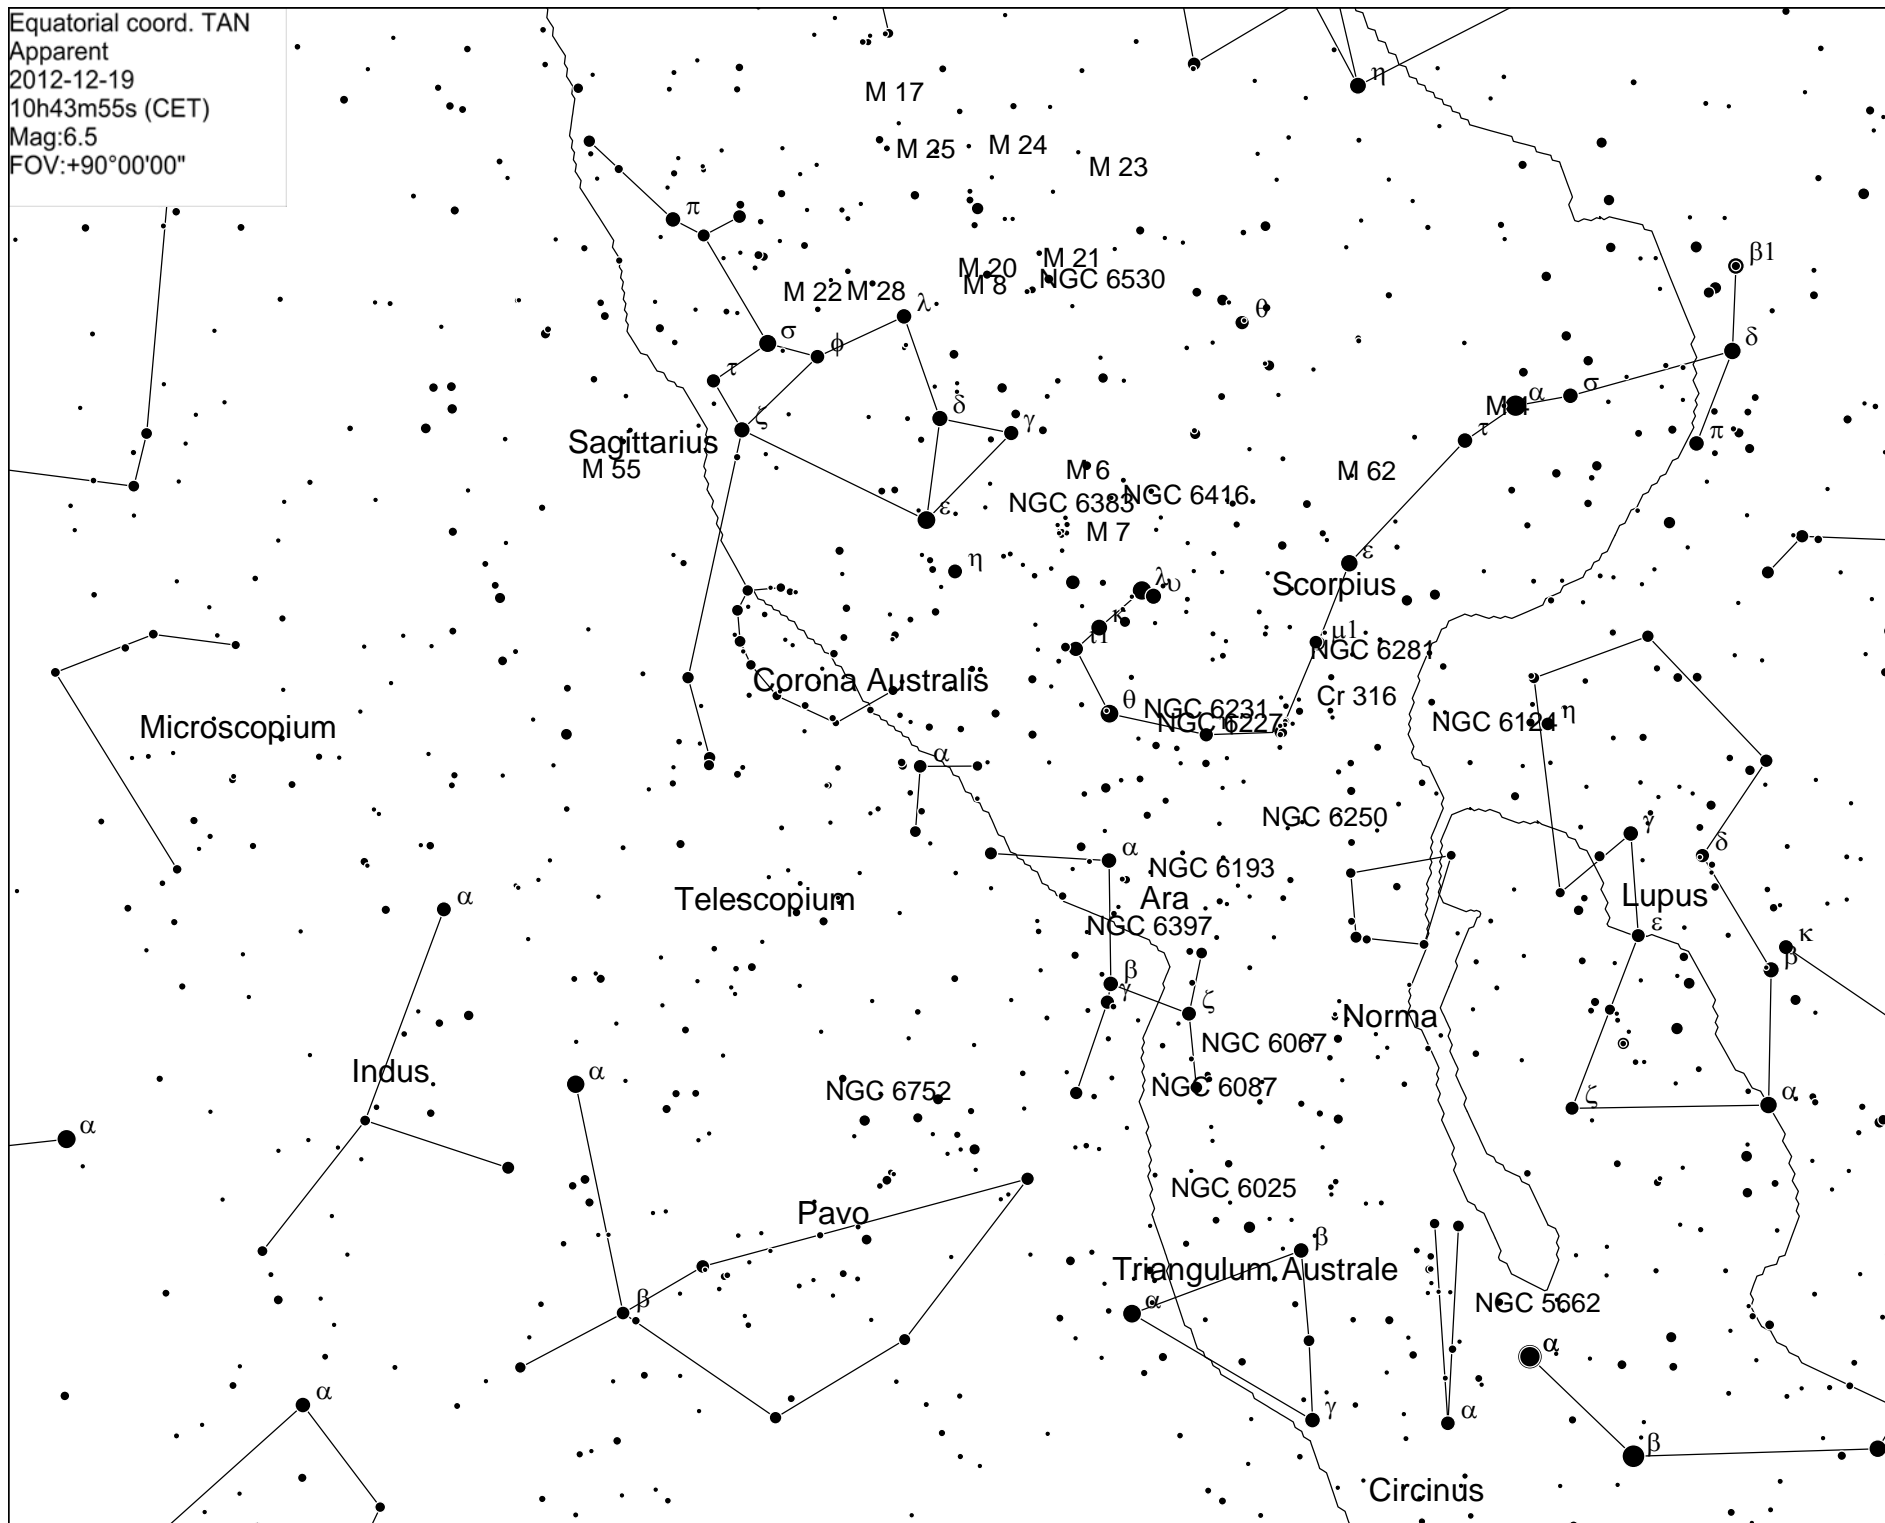 Equatorial coord. TAN
Apparent
2012-12-19
10h43m55s (CET)
Mag:6.5
FOV:+90°00'00"
η
M 17
M 25
M 24
M 23
π
β1
M 20
M 21
M 8
NGC 6530
M 22
M 28
λ
θ
σ
φ
δ
τ
α
σ
M 4
δ
γ
ζ
τ
π
Sagittarius
M 55
M 6
M 62
NGC 6383
NGC 6416
ε
M 7
η
ε
Scorpius
λ
υ
κ
ι1
μ1
NGC 6281
Corona Australis
Cr 316
θ
NGC 6231
NGC 6227
η
NGC 6124
η
Microscopium
α
NGC 6250
γ
δ
α
NGC 6193
Telescopium
Ara
Lupus
α
NGC 6397
ε
κ
β
β
γ
ζ
Norma
NGC 6067
Indus
α
NGC 6752
NGC 6087
ζ
α
α
NGC 6025
Pavo
β
Triangulum Australe
β
α
NGC 5662
α
α
γ
α
β
Circinus